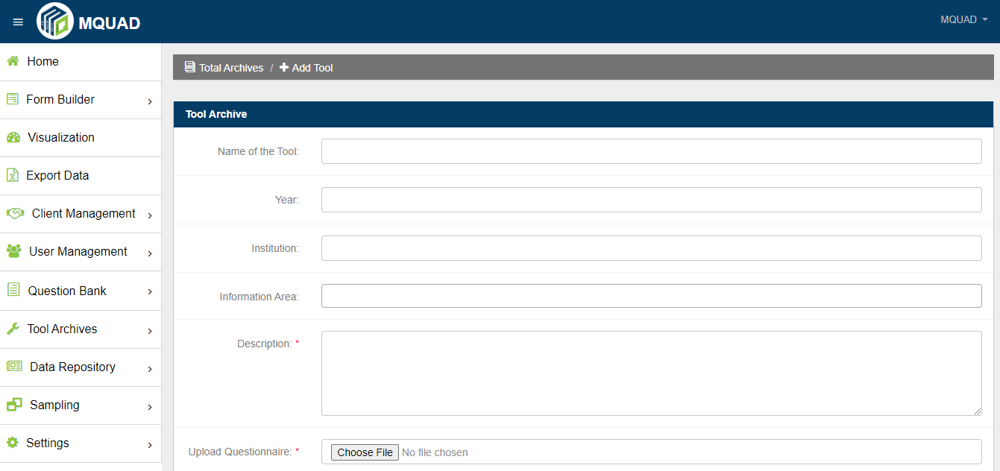 MQUAD
MQUAD
Home
Form Builder
Visualization
Export Data
Client Management
User Management
Question Bank
Tool Archives
Data Repository
Sampling
Settings
Total Archives / Add Tool
Tool Archive
Name of the Tool:
Year:
Institution:
Information Area:
Description: *
Upload Questionnaire: * Choose File No file chosen